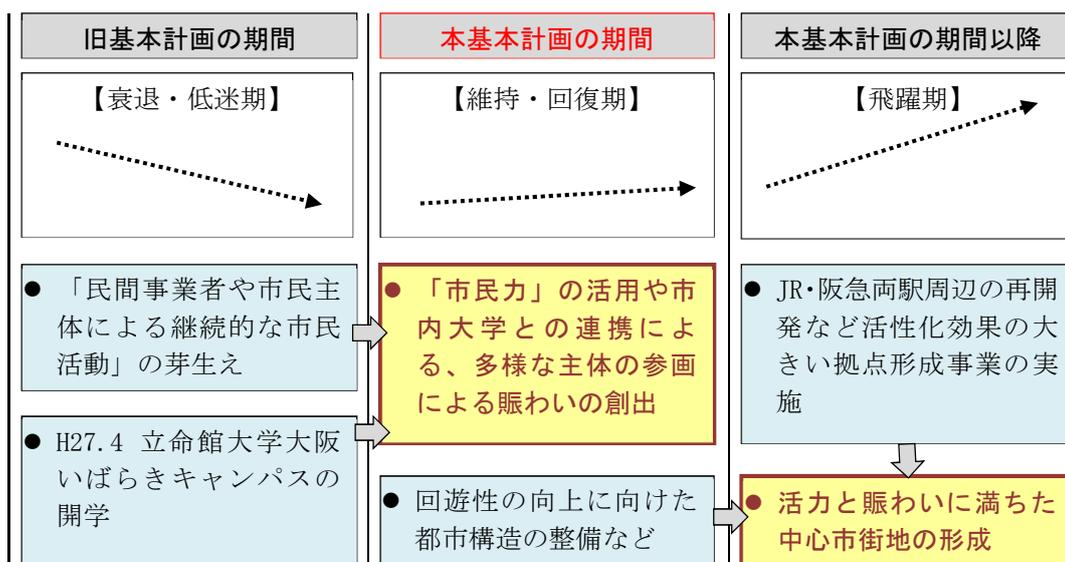 旧基本計画の期間
【衰退・低迷期】
● 「民間事業者や市民主
体による継続的な市民
活動」の芽生え
● H27.4 立命館大学大阪
いばらきキャンパスの
開学
本基本計画の期間
【維持・回復期】
● 「市民力」の活用や市
内大学との連携によ
る、多様な主体の参画
による賑わいの創出
● 回遊性の向上に向けた
都市構造の整備など
本基本計画の期間以降
【飛躍期】
● JR・阪急両駅周辺の再開
発など活性化効果の大
きい拠点形成事業の実
施
● 活力と賑わいに満ちた
中心市街地の形成